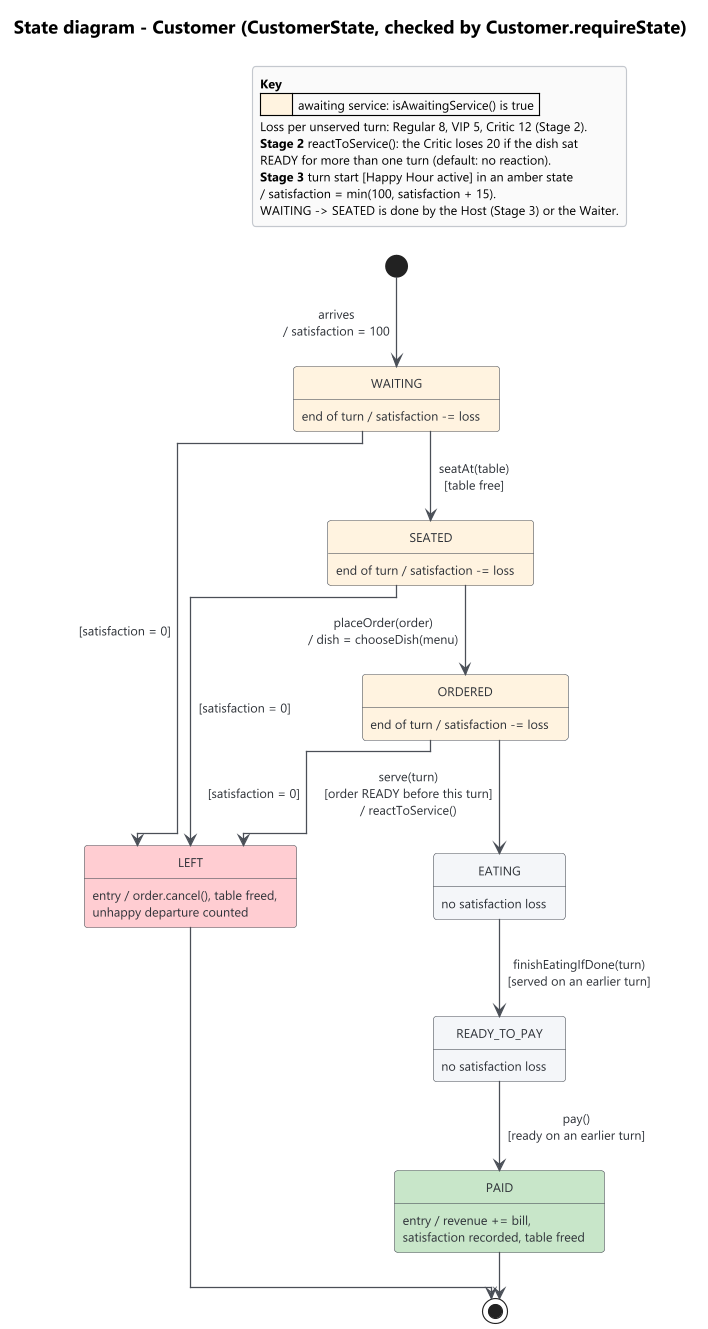 State diagram - Customer (CustomerState, checked by Customer.requireState)
Key
awaiting service: isAwaitingService() is true
Loss per unserved turn: Regular 8, VIP 5, Critic 12 (Stage 2).
Stage 2 reactToService(): the Critic loses 20 if the dish sat
READY for more than one turn (default: no reaction).
Stage 3 turn start [Happy Hour active] in an amber state
/ satisfaction = min(100, satisfaction + 15).
WAITING -> SEATED is done by the Host (Stage 3) or the Waiter.
arrives
/ satisfaction = 100
WAITING
end of turn / satisfaction -= loss
seatAt(table)
[table free]
SEATED
end of turn / satisfaction -= loss
[satisfaction = 0]
placeOrder(order)
/ dish = chooseDish(menu)
ORDERED
end of turn / satisfaction -= loss
[satisfaction = 0]
[satisfaction = 0]
serve(turn)
[order READY before this turn]
/ reactToService()
LEFT
entry / order.cancel(), table freed,
unhappy departure counted
EATING
no satisfaction loss
finishEatingIfDone(turn)
[served on an earlier turn]
READY_TO_PAY
no satisfaction loss
pay()
[ready on an earlier turn]
PAID
entry / revenue += bill,
satisfaction recorded, table freed